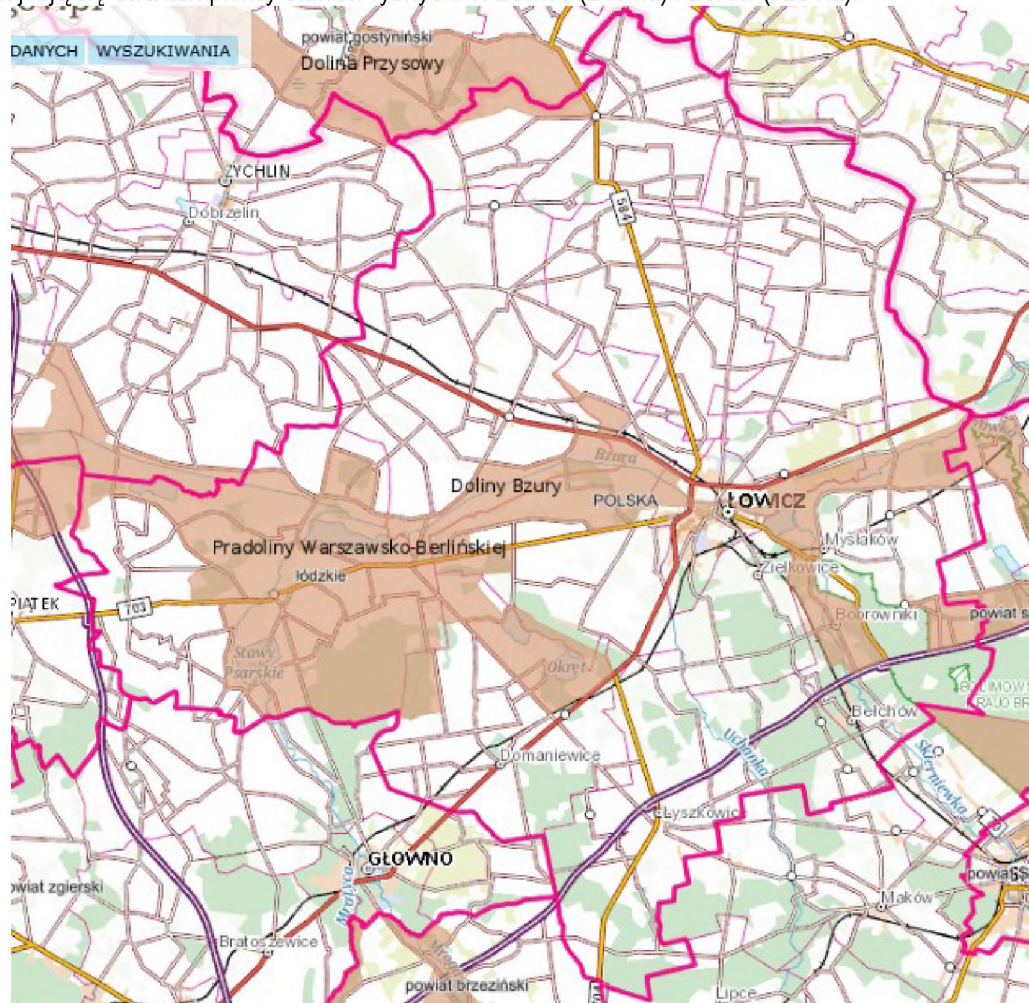 DANYCH WYSZUKIWANIA
powiat gostyniński
Dolina Przysowy
ŻYCHLIN
Dobrzelin
584
Bzura
Doliny Bzury
POLSKA
ŁOWICZ
Pradoliny Warszawsko-Berlińskiej
Mysłaków
Zielkowice
łódzkie
PIĄTEK
703
Bobrowniki
powiat s
Stawy
Psarskie
Okręt
Bełchów
Domaniewice
Uchanka
Skierniewka
Łyszkowice
GŁOWNO
powiat zgierski
Mrożyca
Maków
Bratoszewice
powiat brzeziński
Lipce